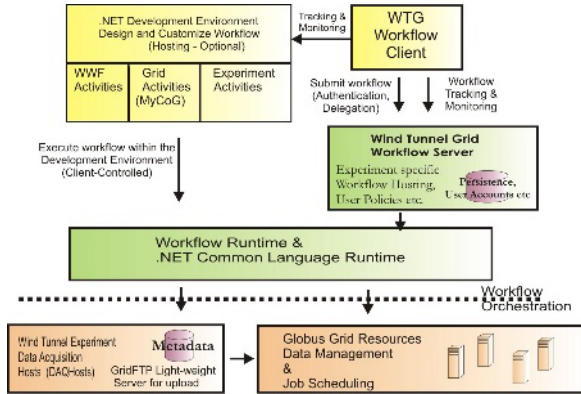 .NET Development Environment
Design and Customize Workflow
(Hosting - Optional)
Tracking &
Monitoring
WTG
Workflow
Client
WWF
Activities
Grid
Activities
(MyCoG)
Experiment
Activities
Submit workflow
(Authentication,
Delegation)
Workflow
Tracking &
Monitoring
Execute workflow within the
Development Environment
(Client-Controlled)
Wind Tunnel Grid
Workflow Server
Experiment specific
Workflow Hosting,
User Policies etc.
Persistence,
User Accounts etc
Workflow Runtime &
.NET Common Language Runtime
Workflow
Orchestration
Wind Tunnel Experiment
Data Acquisition
Hosts (DAQHosts)
Metadata
GridFTP Light-weight
Server for upload
Globus Grid Resources
Data Management
&
Job Scheduling